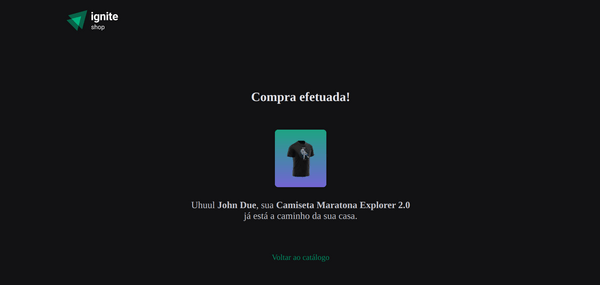 ignite
shop
Compra efetuada!
Uhuul John Due, sua Camiseta Maratona Explorer 2.0
já está a caminho da sua casa.
Voltar ao catálogo